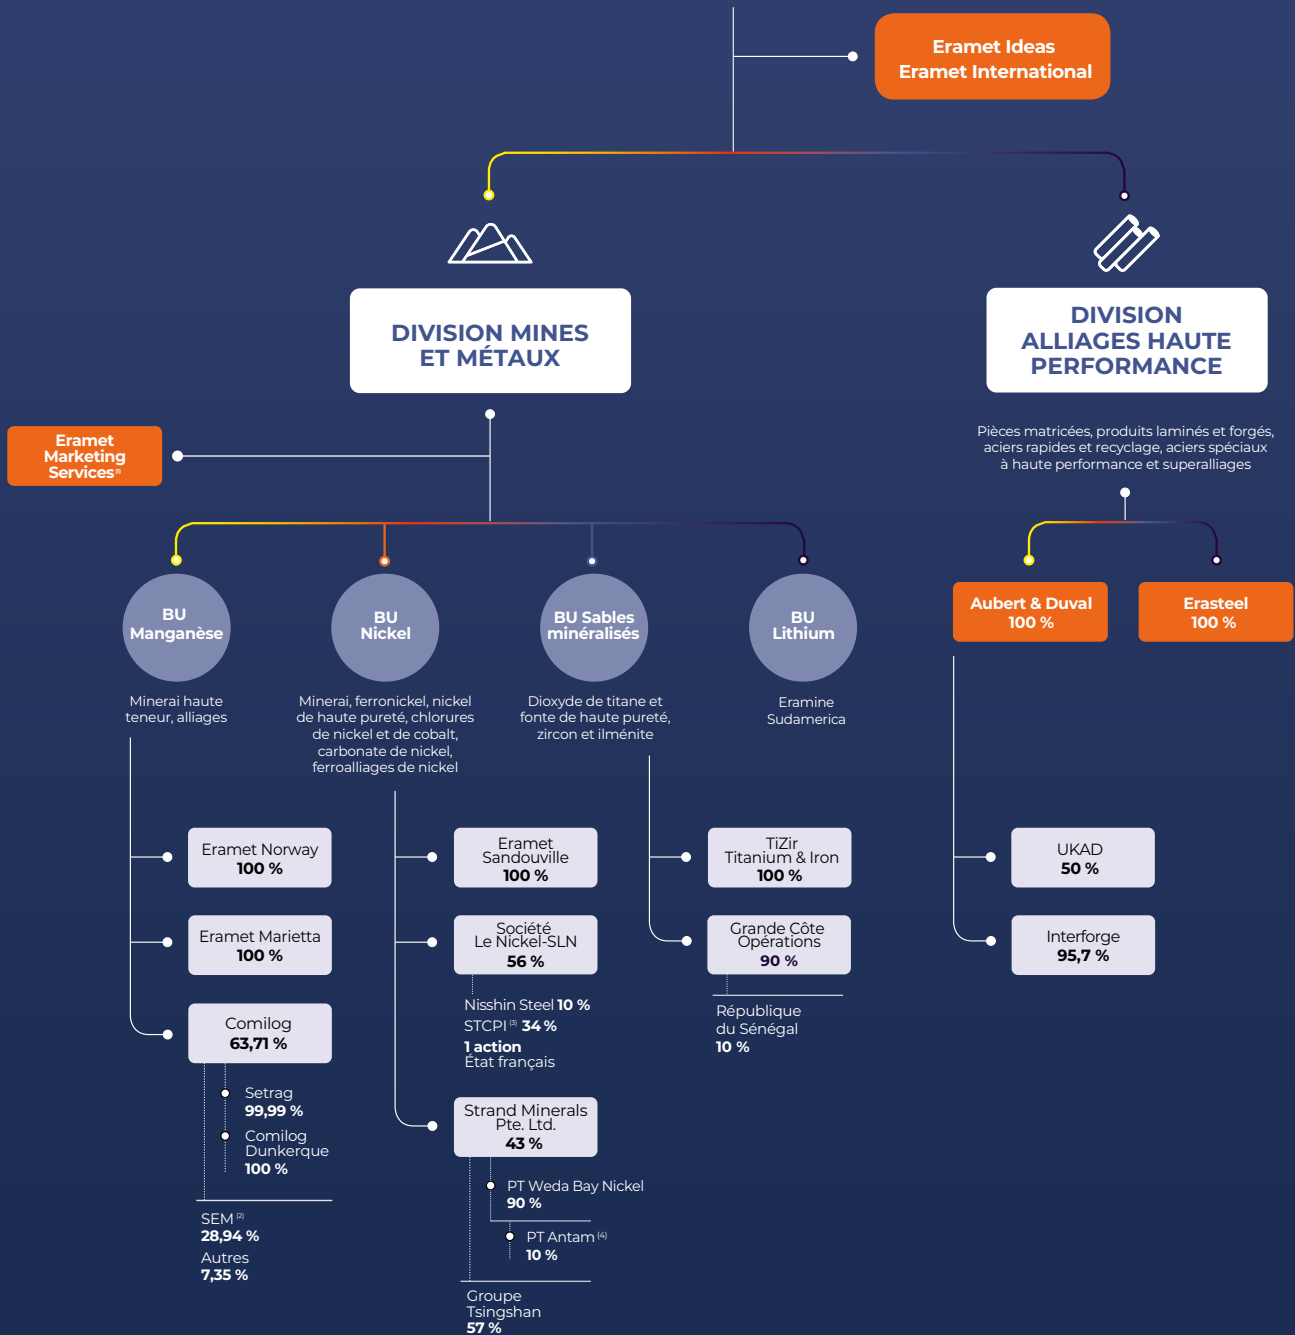 Eramet Ideas
Eramet International
DIVISION MINES
ET MÉTAUX
DIVISION
ALLIAGES HAUTE
PERFORMANCE
Pièces matricées, produits laminés et forgés,
aciers rapides et recyclage, aciers spéciaux
à haute performance et superalliages
Eramet
Marketing
Services (1)
BU
Manganèse
Minerai haute
teneur, alliages
BU
Nickel
Minerai, ferronickel, nickel
de haute pureté, chlorures
de nickel et de cobalt,
carbonate de nickel,
ferroalliages de nickel
BU Sables
minéralisés
Dioxyde de titane et
fonte de haute pureté,
zircon et ilménite
BU
Lithium
Eramine
Sudamerica
Aubert & Duval
100 %
Erasteel
100 %
Eramet Norway
100 %
Eramet Marietta
100 %
Comilog
63,71 %
Setrag
99,99 %
Comilog
Dunkerque
100 %
SEM (2)
28,94 %
Autres
7,35 %
Eramet
Sandouville
100 %
Société
Le Nickel-SLN
56 %
Nisshin Steel 10 %
STCPI (3) 34 %
1 action
État français
Strand Minerals
Pte. Ltd.
43 %
PT Weda Bay Nickel
90 %
PT Antam (4)
10 %
Groupe
Tsingshan
57 %
TiZir
Titanium & Iron
100 %
Grande Côte
Opérations
90 %
République
du Sénégal
10 %
UKAD
50 %
Interforge
95,7 %